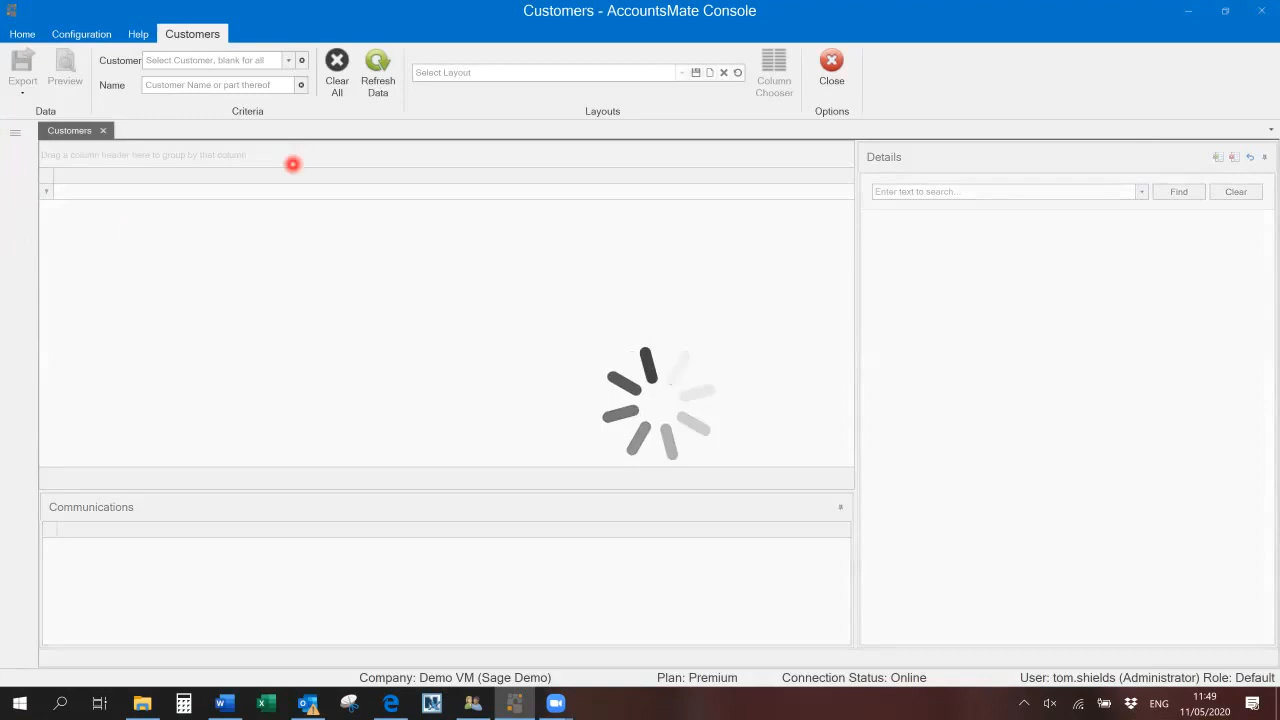 Customers - AccountsMate Console
Home
Configuration
Help
Customers
Export
Preview
Data
Customer
Select Customer, blank for all
Name
Customer Name or part thereof
Clear
All
Refresh
Data
Criteria
Select Layout
Column
Chooser
Layouts
Close
Options
Customers
Drag a column header here to group by that column
Details
Enter text to search...
Find
Clear
Communications
Company: Demo VM (Sage Demo)
Plan: Premium
Connection Status: Online
User: tom.shields (Administrator) Role: Default
ENG
11:49
11/05/2020